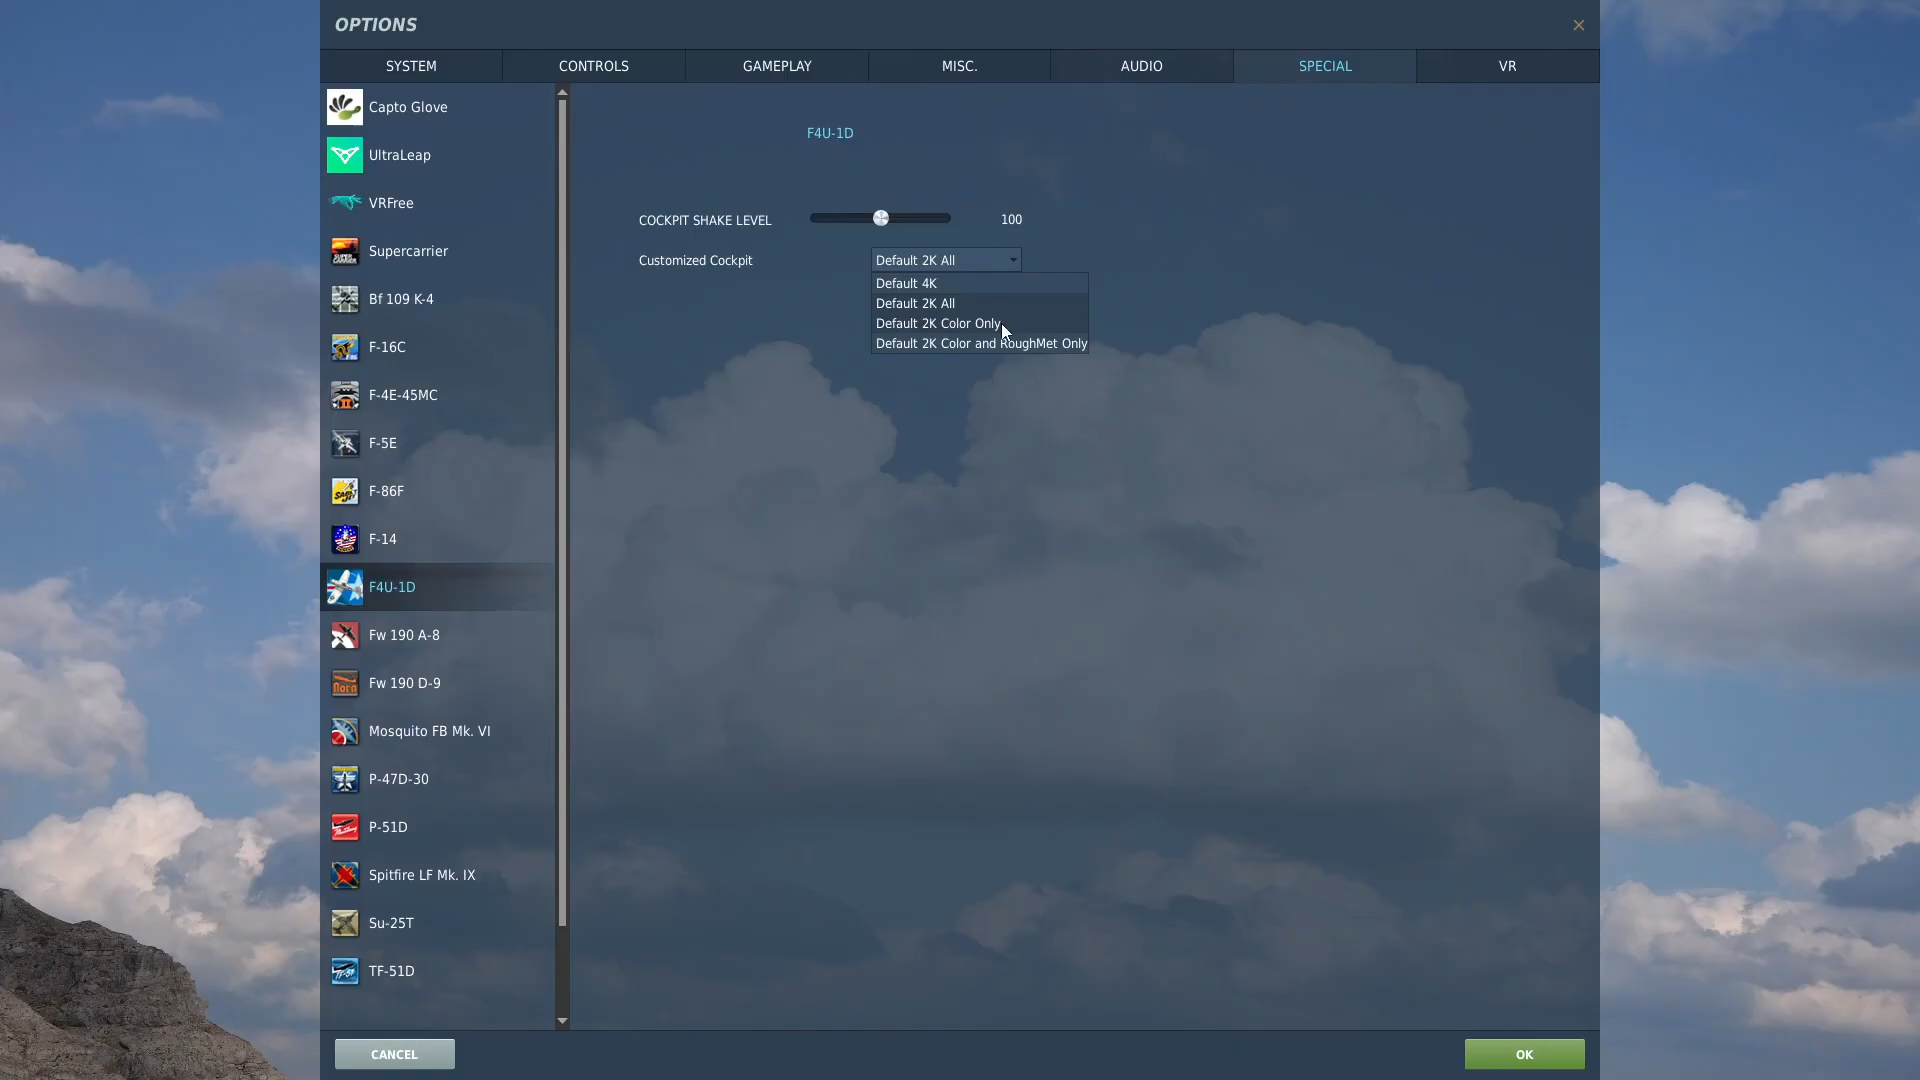 OPTIONS
SYSTEM
CONTROLS
GAMEPLAY
MISC.
AUDIO
SPECIAL
VR
Capto Glove
UltraLeap
VRFree
Supercarrier
Bf 109 K-4
F-16C
F-4E-45MC
F-5E
F-86F
F-14
F4U-1D
Fw 190 A-8
Fw 190 D-9
Mosquito FB Mk. VI
P-47D-30
P-51D
Spitfire LF Mk. IX
Su-25T
TF-51D
F4U-1D
COCKPIT SHAKE LEVEL 100
Customized Cockpit Default 2K All
Default 4K
Default 2K All
Default 2K Color Only
Default 2K Color and RoughMet Only
CANCEL
OK